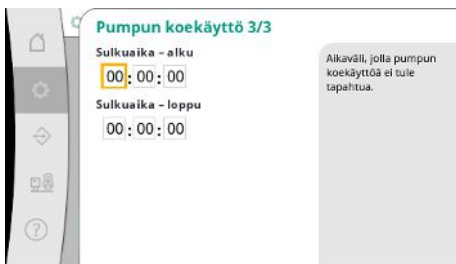 Pumpun koekäyttö 3/3
Sulkuaika – alku
00 : 00 : 00
Sulkuaika – loppu
00 : 00 : 00
Aikaväli, jolla pumpun
koekäyttöä ei tule
tapahtua.
?